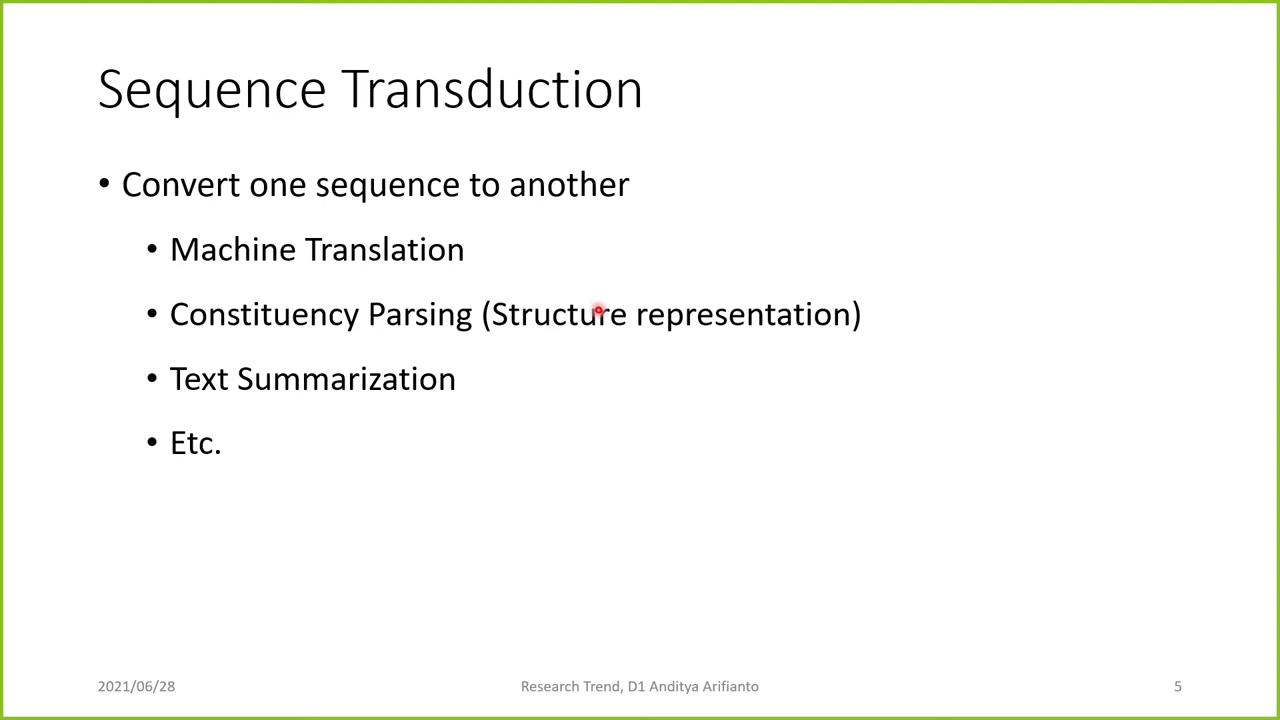 Sequence Transduction
• Convert one sequence to another
• Machine Translation
• Constituency Parsing (Structure representation)
• Text Summarization
• Etc.
2021/06/28
Research Trend, D1 Anditya Arifianto
5